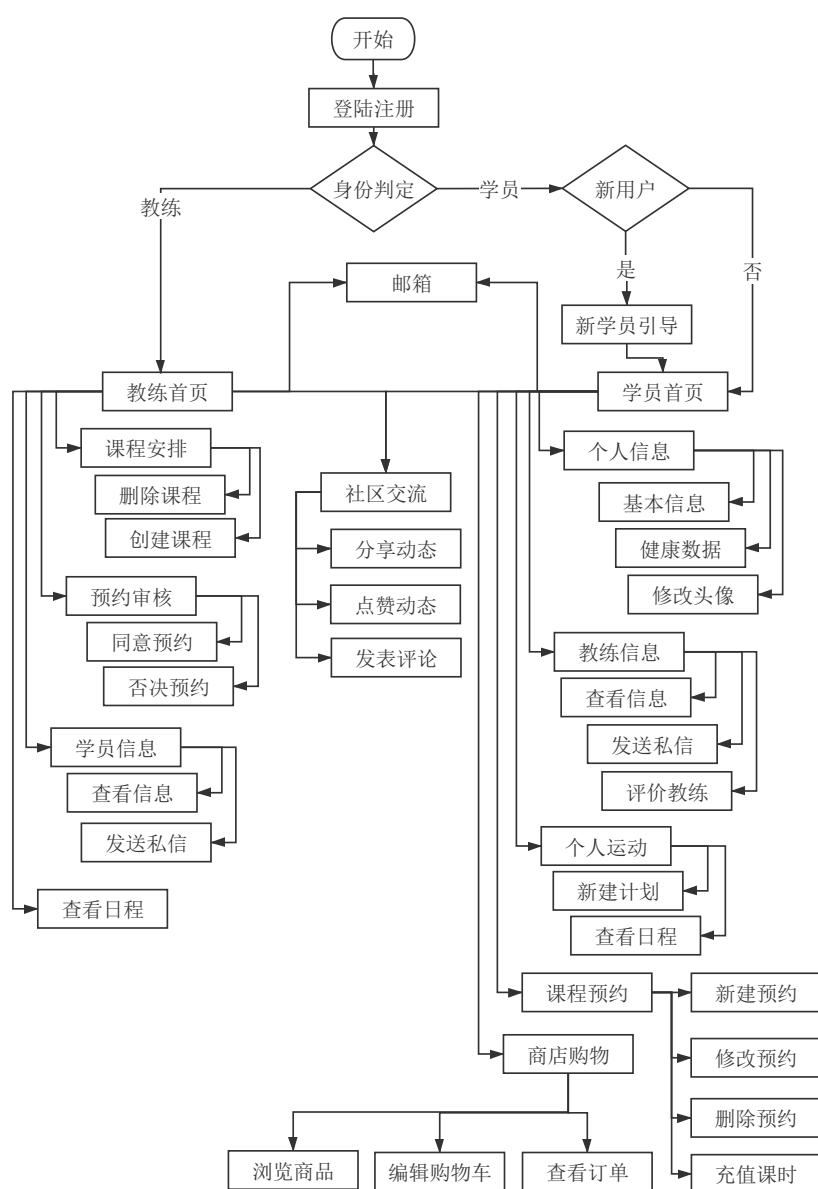 开始
登陆注册
身份判定
学员
新用户
教练
是
否
邮箱
新学员引导
教练首页
学员首页
课程安排
删除课程
创建课程
预约审核
同意预约
否决预约
学员信息
查看信息
发送私信
查看日程
社区交流
分享动态
点赞动态
发表评论
个人信息
基本信息
健康数据
修改头像
教练信息
查看信息
发送私信
评价教练
个人运动
新建计划
查看日程
课程预约
新建预约
修改预约
删除预约
充值课时
商店购物
浏览商品
编辑购物车
查看订单